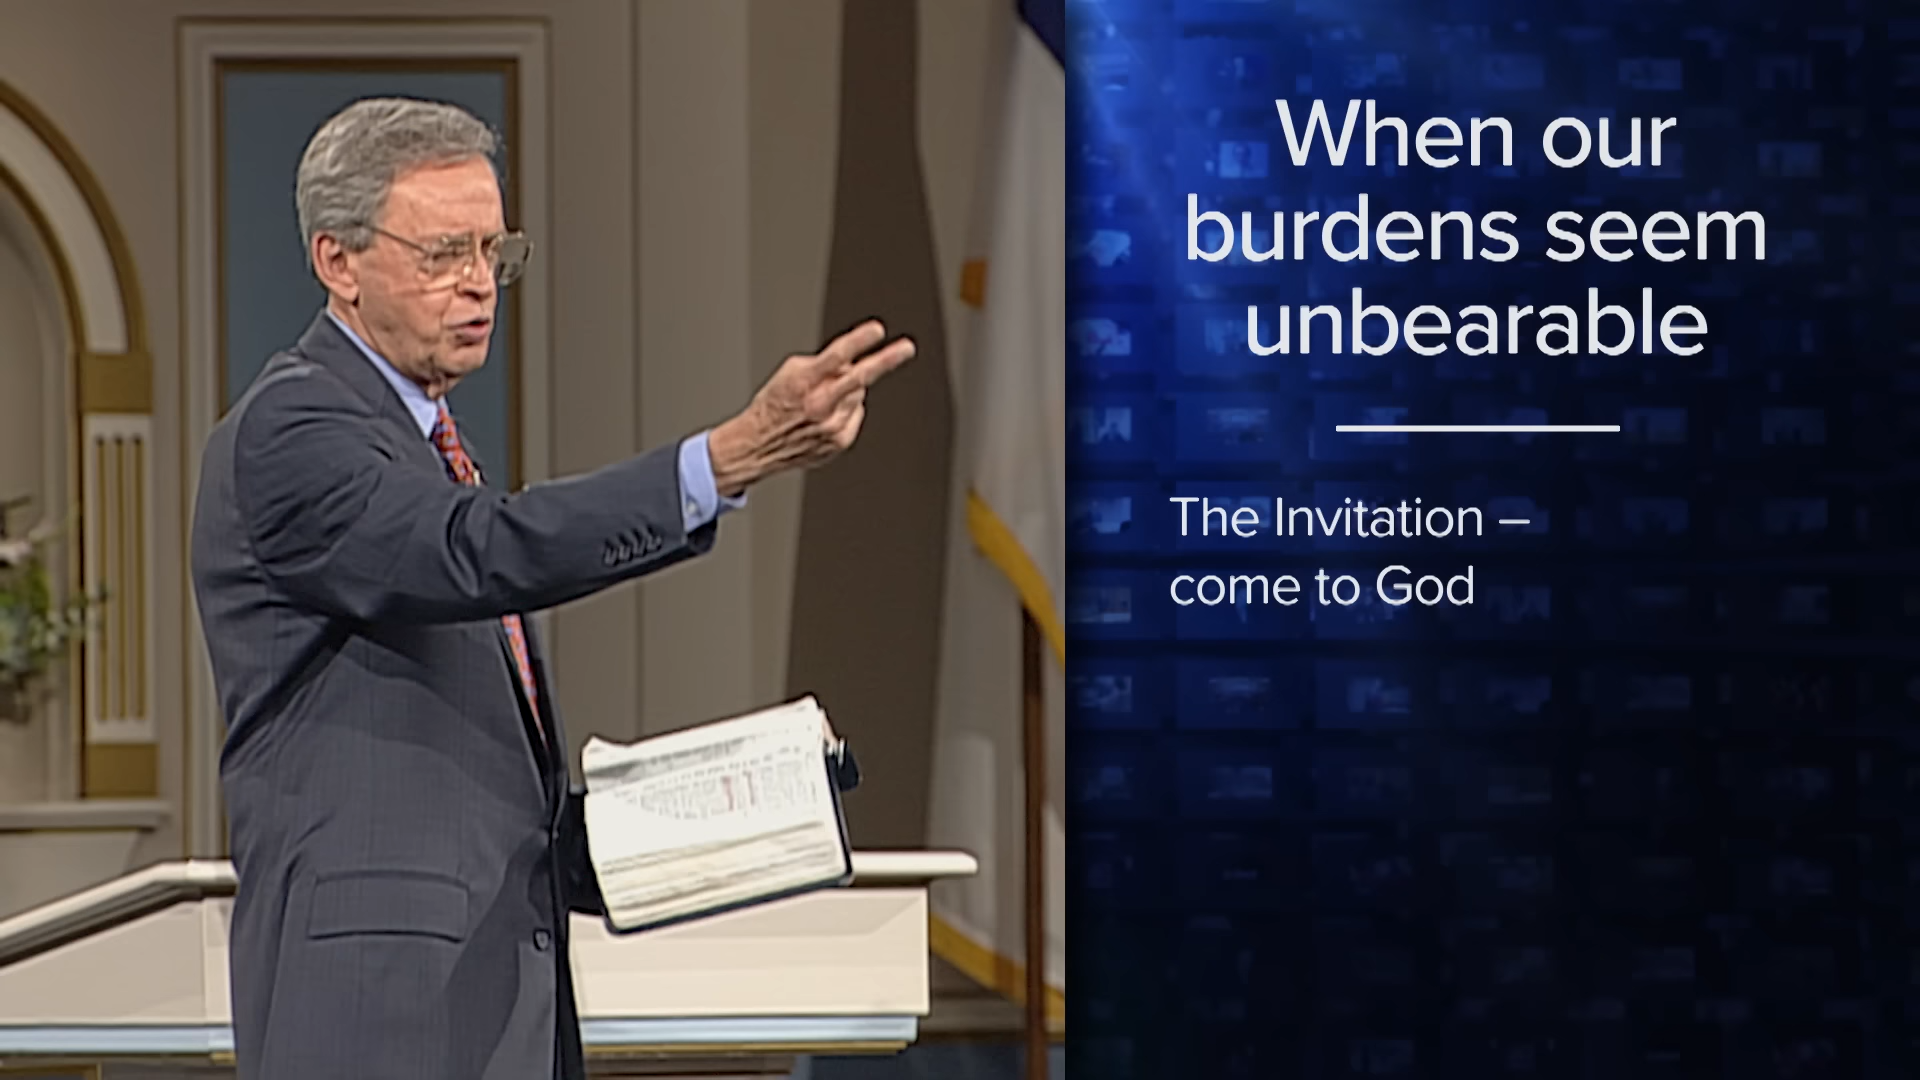 When our
burdens seem
unbearable
The Invitation –
come to God